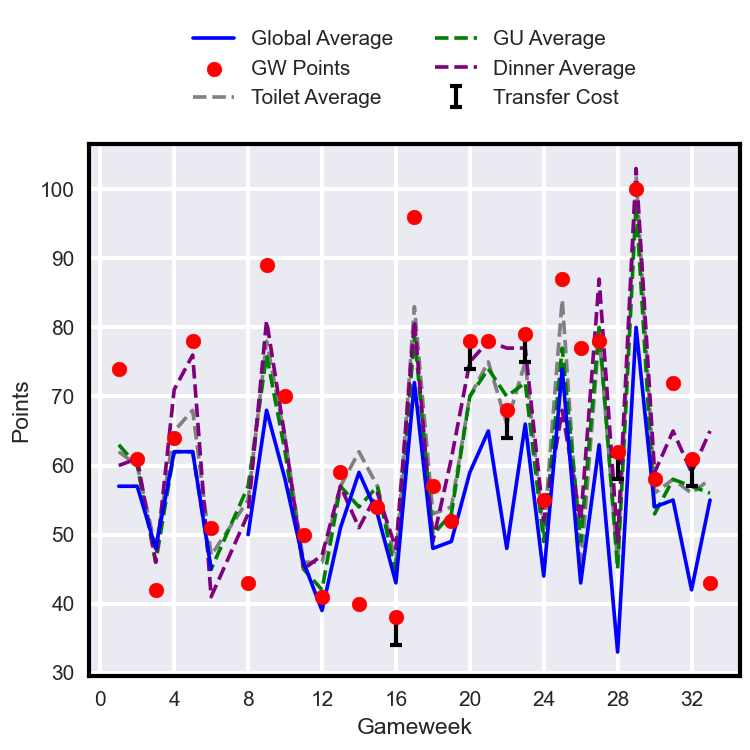 Global Average
GW Points
Toilet Average
GU Average
Dinner Average
Transfer Cost
100
90
80
70
60
50
40
30
Points
0 4 8 12 16 20 24 28 32
Gameweek